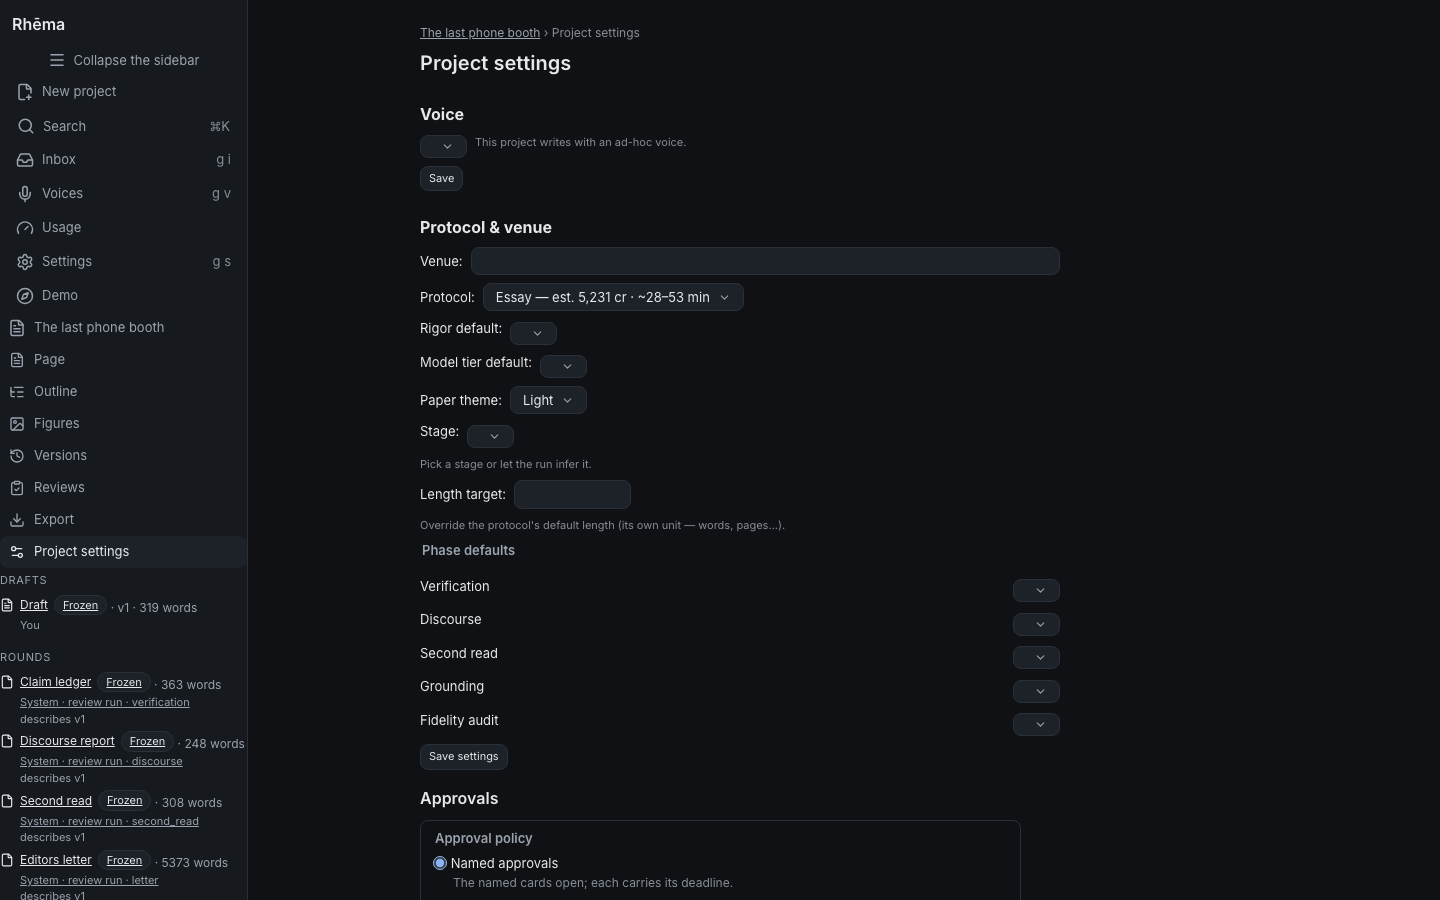 Rhēma
Collapse the sidebar
New project
Search ⌘K
Inbox g i
Voices g v
Usage
Settings g s
Demo
The last phone booth
Page
Outline
Figures
Versions
Reviews
Export
Project settings
DRAFTS
Draft Frozen · v1 · 319 words
You
ROUNDS
Claim ledger Frozen · 363 words
System · review run · verification
describes v1
Discourse report Frozen · 248 words
System · review run · discourse
describes v1
Second read Frozen · 308 words
System · review run · second_read
describes v1
Editors letter Frozen · 5373 words
System · review run · letter
describes v1
The last phone booth › Project settings
Project settings
Voice
This project writes with an ad-hoc voice.
Save
Protocol & venue
Venue:
Protocol: Essay — est. 5,231 cr · ~28–53 min
Rigor default:
Model tier default:
Paper theme: Light
Stage:
Pick a stage or let the run infer it.
Length target:
Override the protocol's default length (its own unit — words, pages…).
Phase defaults
Verification
Discourse
Second read
Grounding
Fidelity audit
Save settings
Approvals
Approval policy
Named approvals
The named cards open; each carries its deadline.